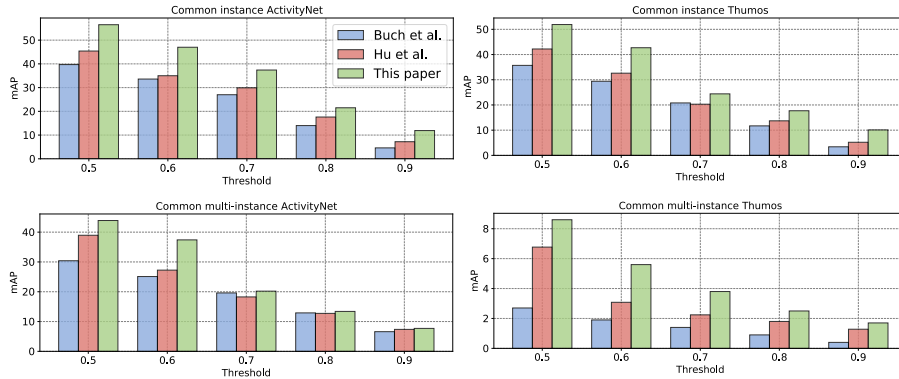 Common instance ActivityNet
mAP
50
40
30
20
10
0
0.5 0.6 0.7 0.8 0.9
Threshold
Buch et al.
Hu et al.
This paper
Common instance Thumos
mAP
50
40
30
20
10
0
0.5 0.6 0.7 0.8 0.9
Threshold
Common multi-instance ActivityNet
mAP
40
30
20
10
0
0.5 0.6 0.7 0.8 0.9
Threshold
Common multi-instance Thumos
mAP
8
6
4
2
0
0.5 0.6 0.7 0.8 0.9
Threshold